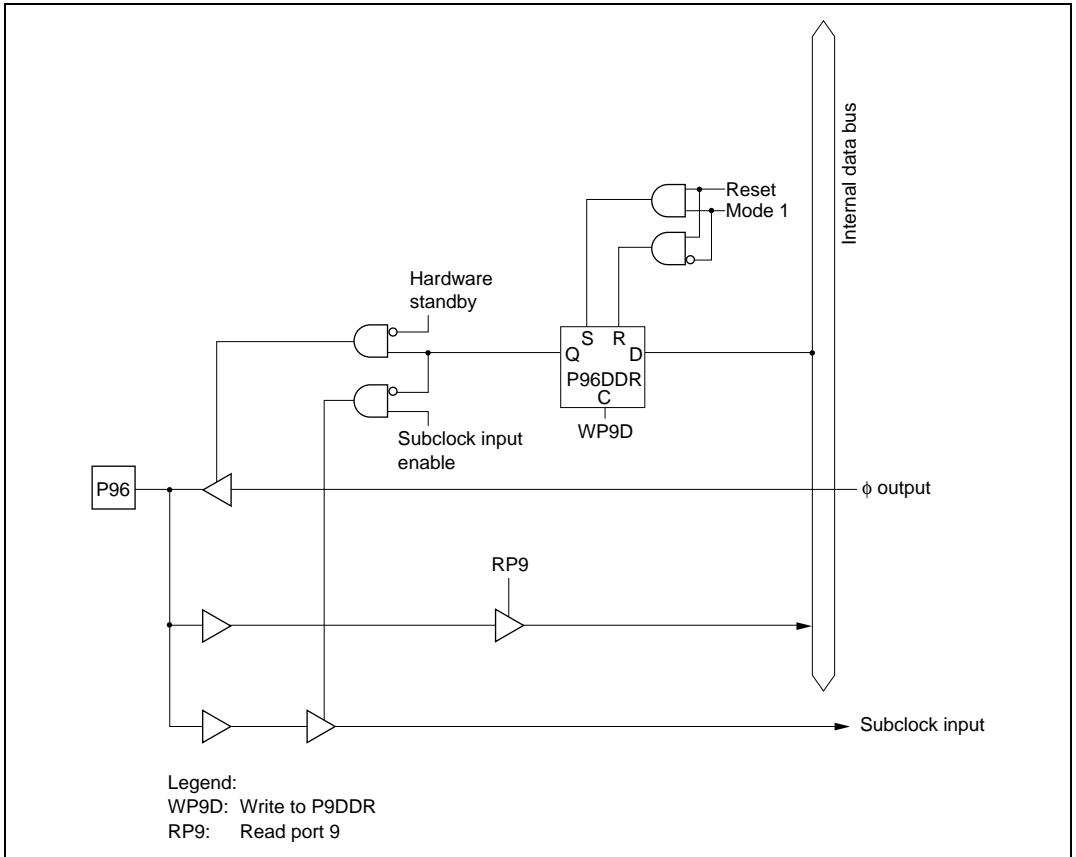 Internal data bus
Reset
Mode 1
Hardware
standby
S R
Q D
P96DDR
C
WP9D
Subclock input
enable
P96
ϕ output
RP9
Subclock input
Legend:
WP9D: Write to P9DDR
RP9: Read port 9